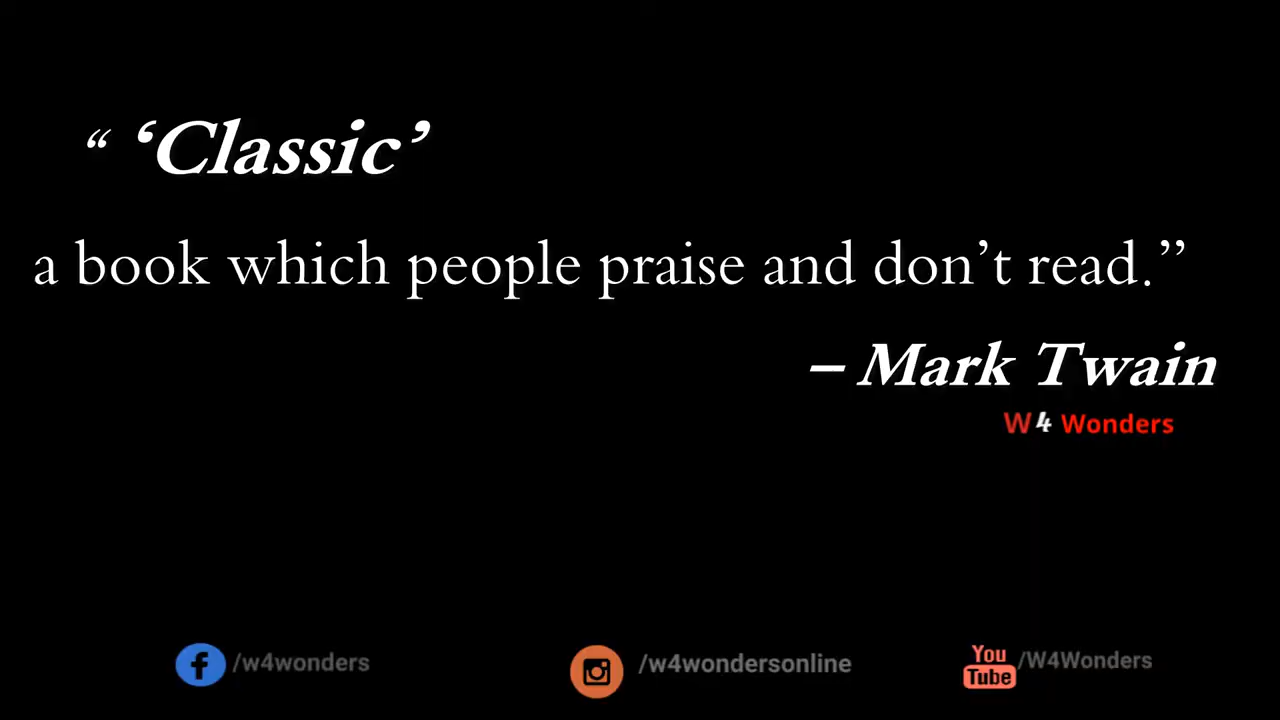 “ ‘Classic’
a book which people praise and don’t read.”
– Mark Twain
W4 Wonders
/w4wonders
/w4wondersonline
You Tube /W4Wonders